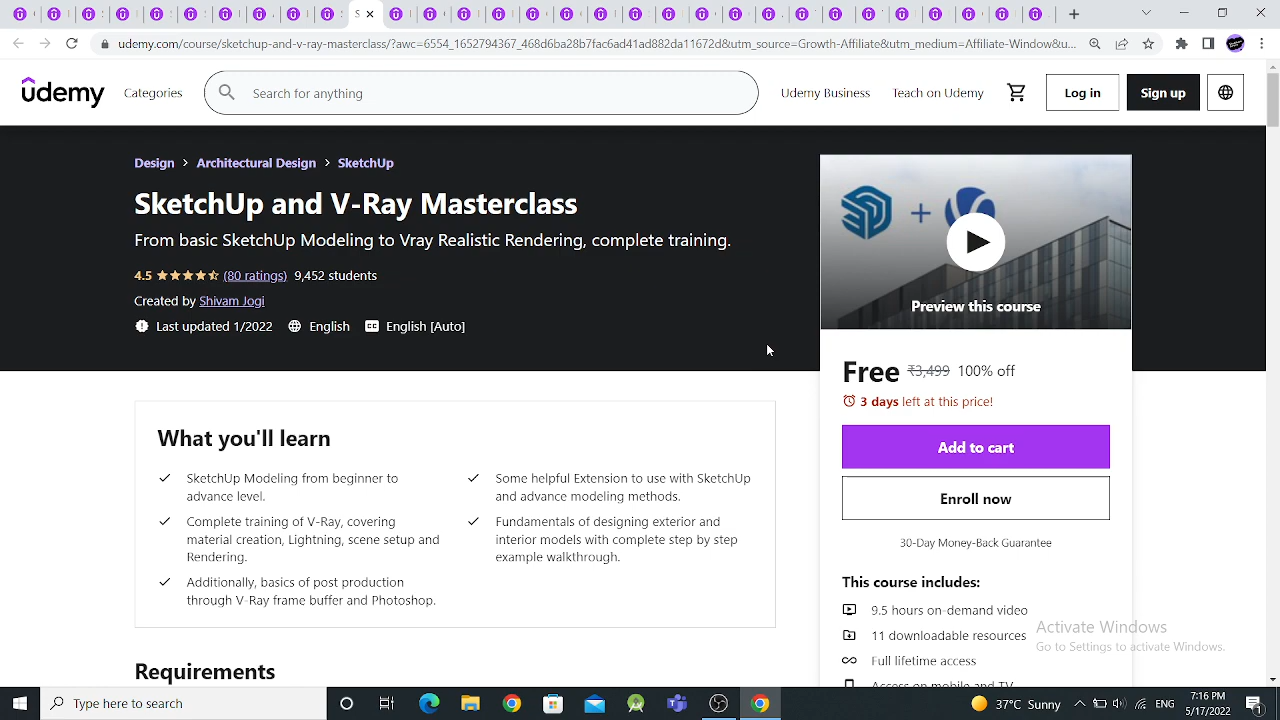 S
udemy.com/course/sketchup-and-v-ray-masterclass/?awc=6554_1652794367_46fd6ba28b7fac6ad41ad882da11672d&utm_source=Growth-Affiliate&utm_medium=Affiliate-Window&u...
udemy
Categories
Search for anything
Udemy Business
Teach on Udemy
Log in
Sign up
Design > Architectural Design > SketchUp
SketchUp and V-Ray Masterclass
From basic SketchUp Modeling to Vray Realistic Rendering, complete training.
4.5 (80 ratings) 9,452 students
Created by Shivam Jogi
Last updated 1/2022 English English [Auto]
Preview this course
Free ₹3,499 100% off
3 days left at this price!
Add to cart
Enroll now
30-Day Money-Back Guarantee
This course includes:
9.5 hours on-demand video
11 downloadable resources
Full lifetime access
Access on mobile and TV
What you'll learn
SketchUp Modeling from beginner to
advance level.
Complete training of V-Ray, covering
material creation, Lightning, scene setup and
Rendering.
Additionally, basics of post production
through V-Ray frame buffer and Photoshop.
Some helpful Extension to use with SketchUp
and advance modeling methods.
Fundamentals of designing exterior and
interior models with complete step by step
example walkthrough.
Requirements
Activate Windows
Go to Settings to activate Windows.
Type here to search
37°C Sunny
ENG
7:16 PM
5/17/2022